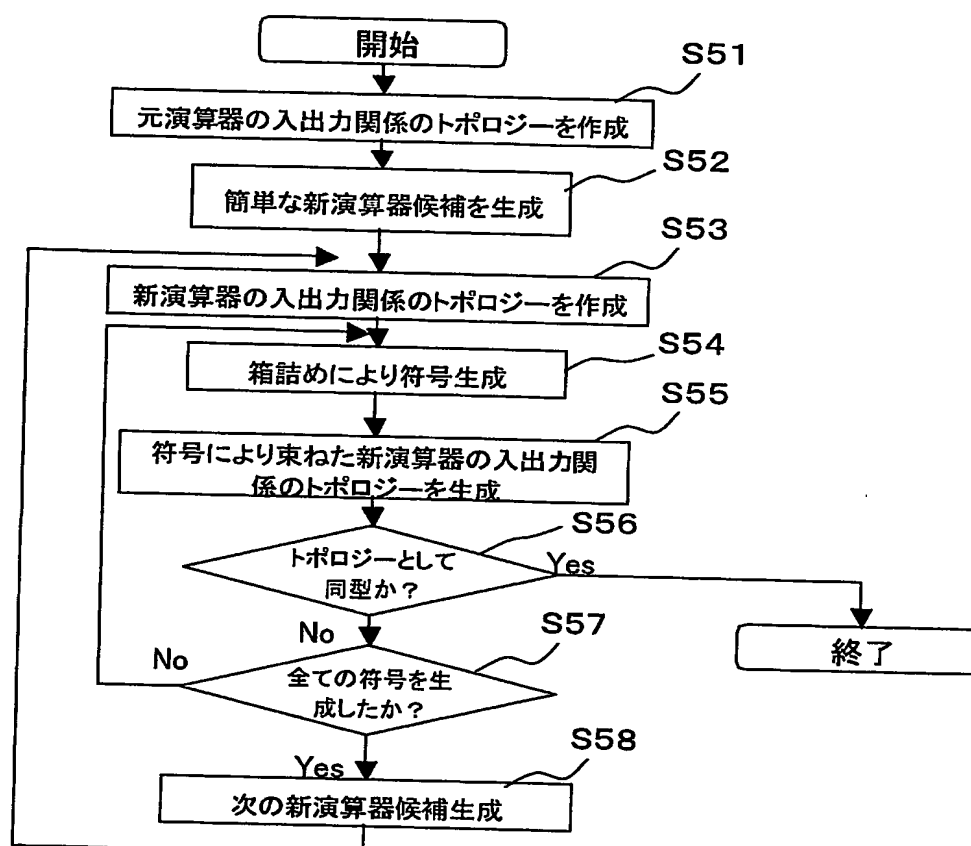 開始
S51
元演算器の入出力関係のトポロジーを作成
S52
簡単な新演算器候補を生成
S53
新演算器の入出力関係のトポロジーを作成
S54
箱詰めにより符号生成
S55
符号により束ねた新演算器の入出力関
係のトポロジーを生成
S56
トポロジーとして
同型か？
Yes
No
S57
終了
No
全ての符号を生
成したか？
S58
Yes
次の新演算器候補生成